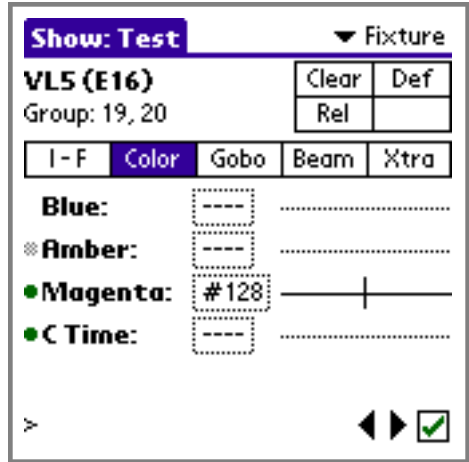 Show: Test ▼ Fixture
VL5 (E16) Clear Def
Group: 19, 20 Rel
I-F Color Gobo Beam Xtra
Blue: ----
Amber: ----
Magenta: #128
C Time: ----
>